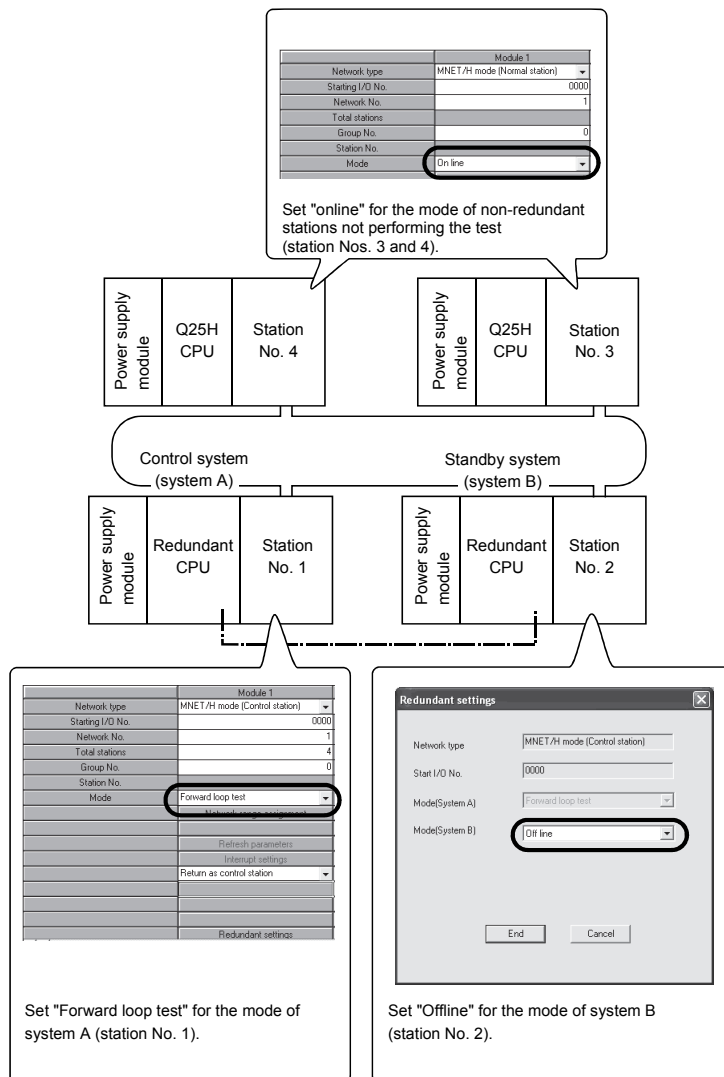 Module 1
Network type MNET/H mode (Normal station)
Starting I/O No. 0000
Network No. 1
Total stations
Group No. 0
Station No.
Mode On line
Set "online" for the mode of non-redundant
stations not performing the test
(station Nos. 3 and 4).
Power supply
module
Q25H
CPU
Station
No. 4
Power supply
module
Q25H
CPU
Station
No. 3
Control system
(system A)
Standby system
(system B)
Power supply
module
Redundant
CPU
Station
No. 1
Power supply
module
Redundant
CPU
Station
No. 2
Module 1
Network type MNET/H mode (Control station)
Starting I/O No. 0000
Network No. 1
Total stations 4
Group No. 0
Station No.
Mode Forward loop test
Network range assignment
Refresh parameters
Interrupt settings
Return as control station
Redundant settings
Set "Forward loop test" for the mode of
system A (station No. 1).
Redundant settings
Network type MNET/H mode (Control station)
Start I/O No. 0000
Mode(System A) Forward loop test
Mode(System B) Off line
End Cancel
Set "Offline" for the mode of system B
(station No. 2).